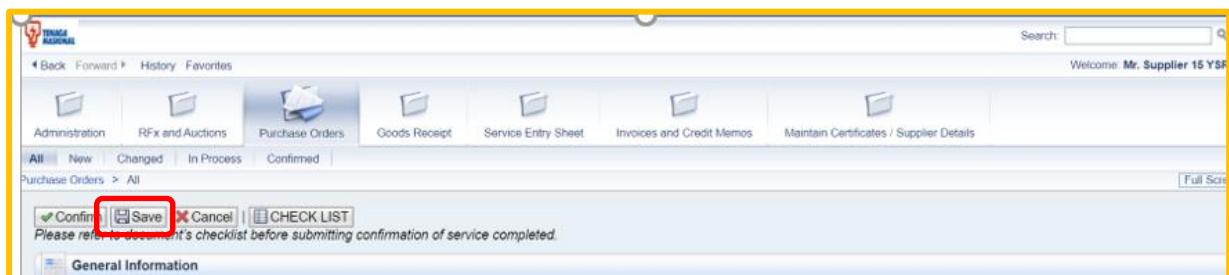 TENAGA
NASIONAL
Search:
Back Forward History Favorites
Welcome: Mr. Supplier 15
Administration RFx and Auctions Purchase Orders Goods Receipt Service Entry Sheet Invoices and Credit Memos Maintain Certificates / Supplier Details
All New Changed In Process Confirmed
Purchase Orders > All
Full
Confirm Save Cancel | CHECK LIST
Please refer to document's checklist before submitting confirmation of service completed.
General Information